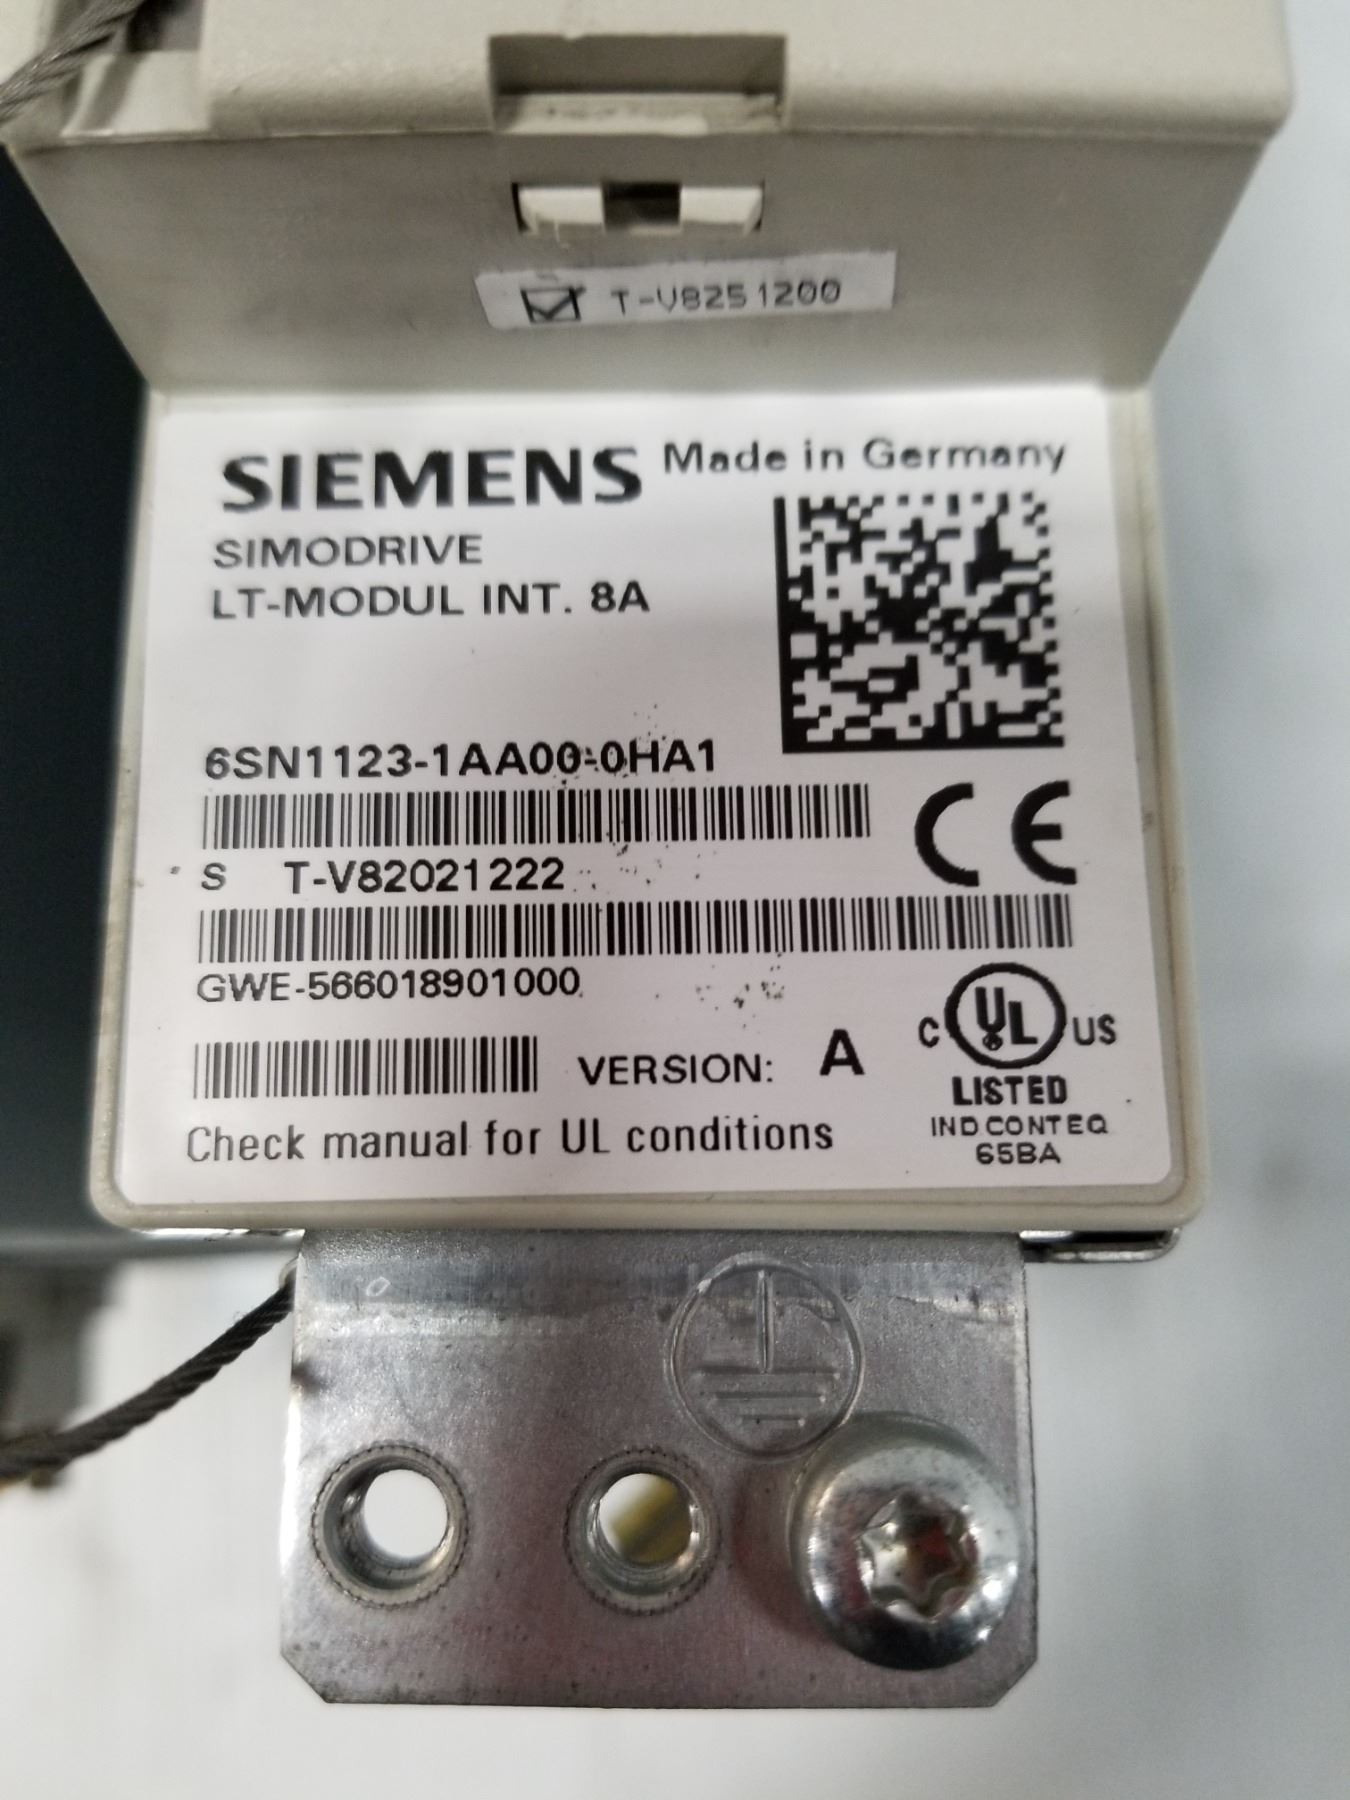 T-V8251200
SIEMENS Made in Germany
SIMODRIVE
LT-MODUL INT. 8A
6SN1123-1AA00-0HA1
S T-V82021222
GWE-566018901000
VERSION: A
Check manual for UL conditions
CE
C UL US
LISTED
IND CONT EQ
65BA